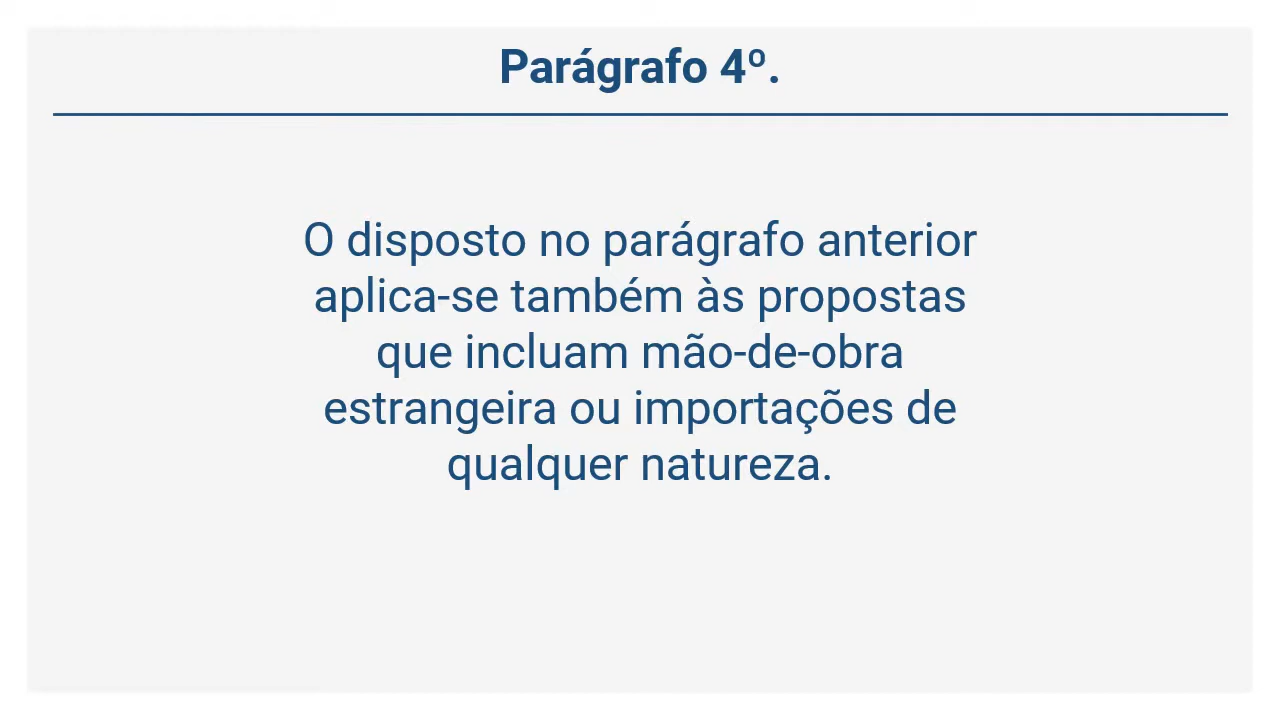 Parágrafo 4º.
O disposto no parágrafo anterior
aplica-se também às propostas
que incluam mão-de-obra
estrangeira ou importações de
qualquer natureza.